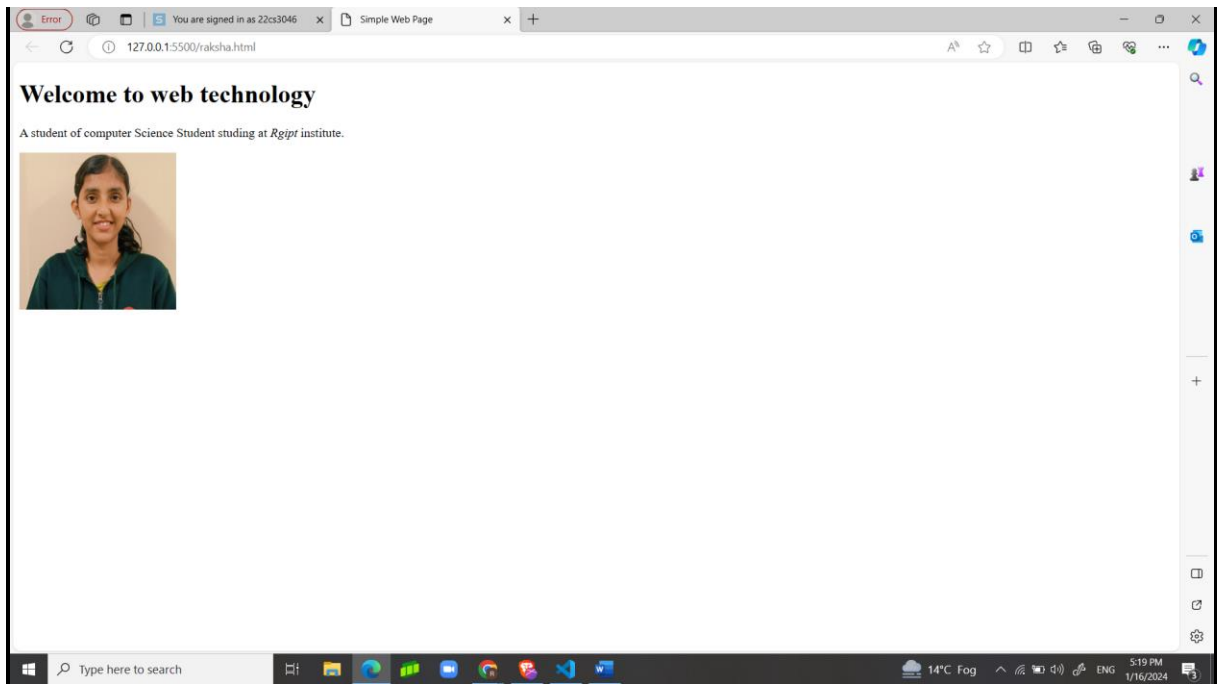 Error
You are signed in as 22cs3046
Simple Web Page
127.0.0.1:5500/raksha.html
Welcome to web technology
A student of computer Science Student studing at Rgipt institute.
Type here to search
14°C Fog
ENG
5:19 PM
1/16/2024